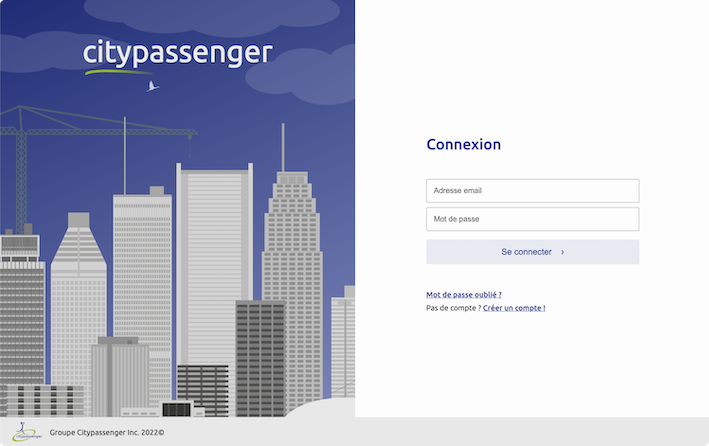 citypassenger
Connexion
Adresse email
Mot de passe
Se connecter ›
Mot de passe oublié ?
Pas de compte ? Créer un compte !
citypassenger
Groupe Citypassenger Inc. 2022©